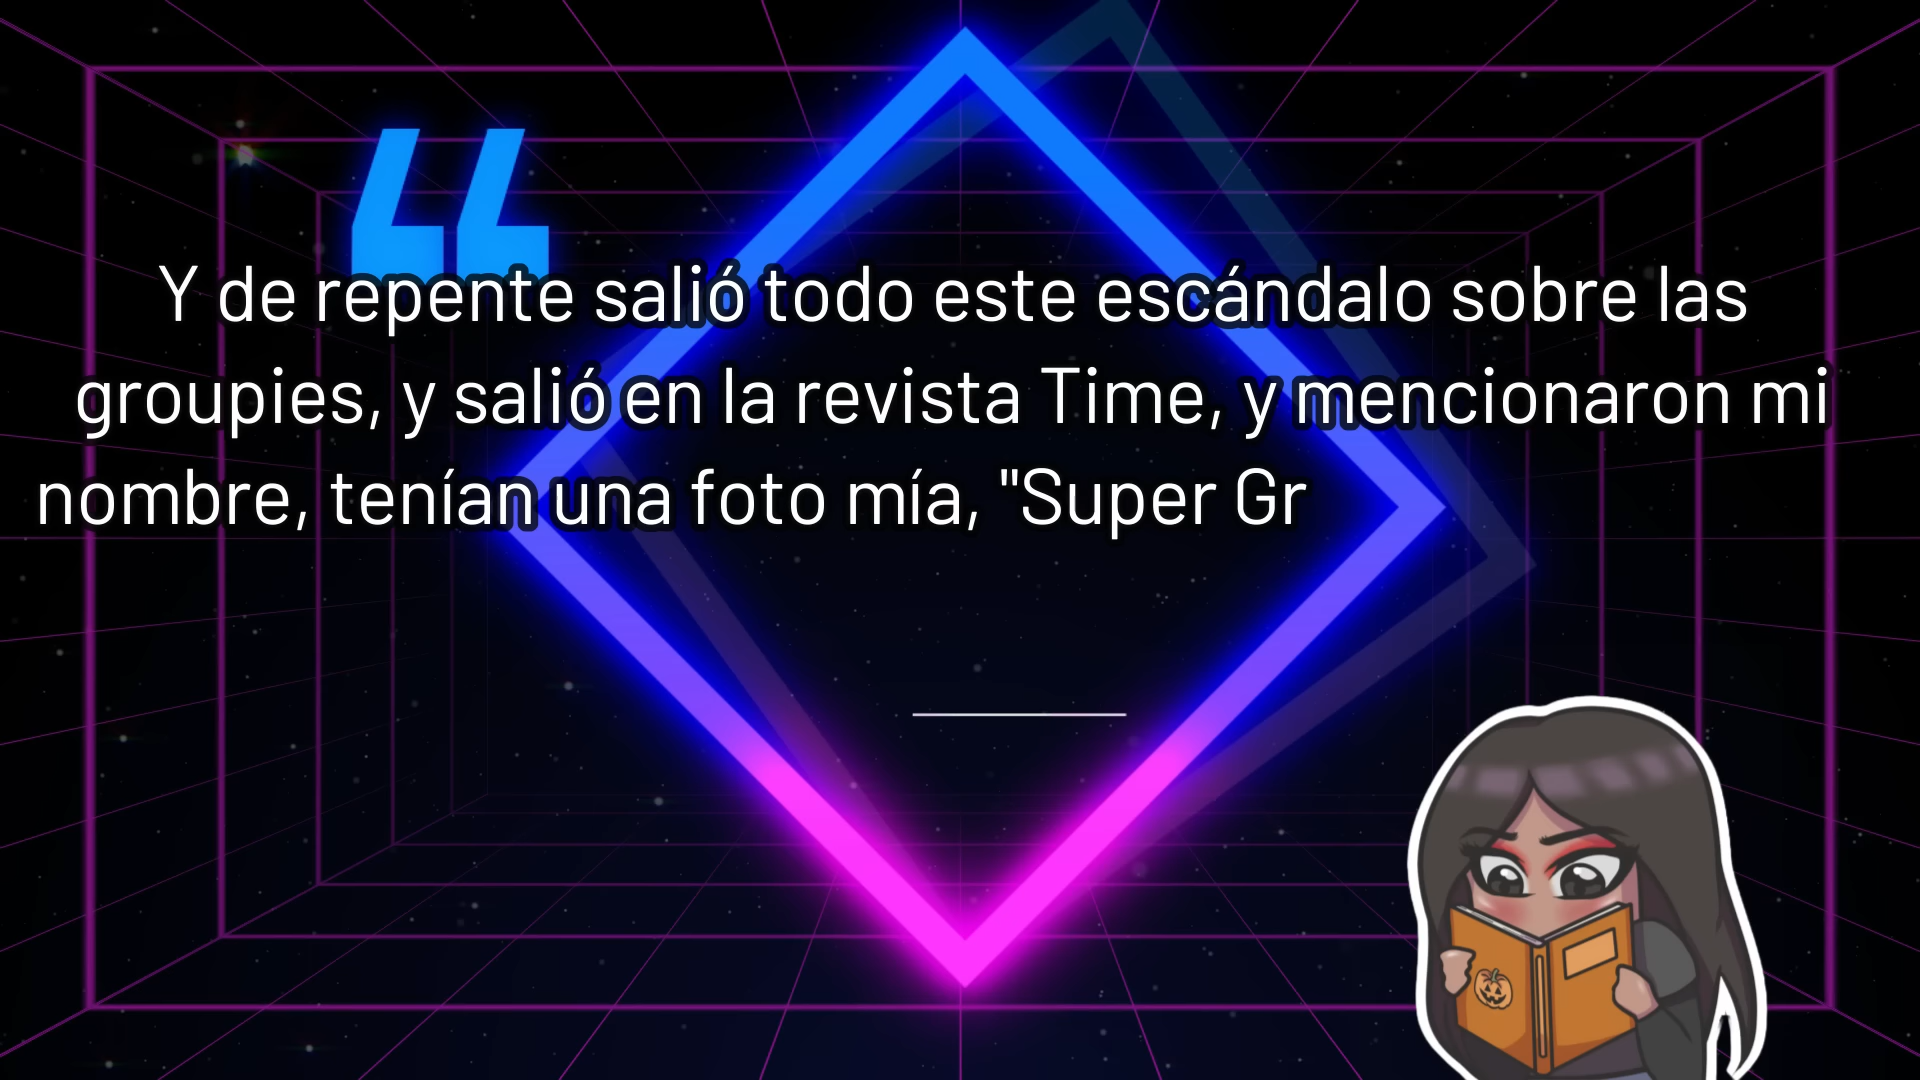 “
Y de repente salió todo este escándalo sobre las
groupies, y salió en la revista Time, y mencionaron mi
nombre, tenían una foto mía, "Super Gr